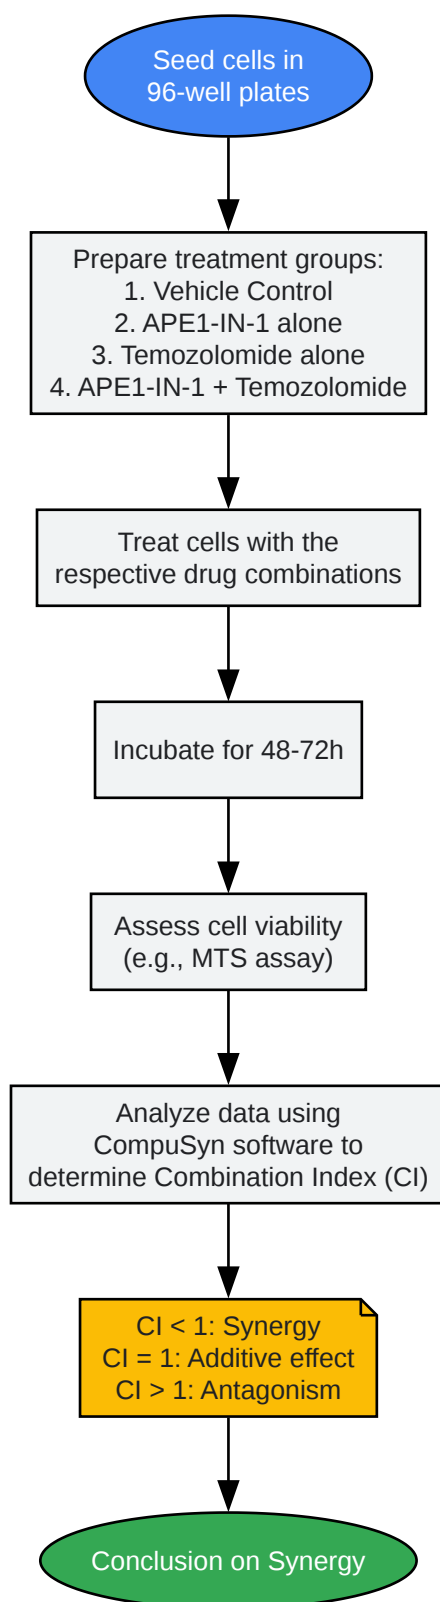 Seed cells in
96-well plates
Prepare treatment groups:
1. Vehicle Control
2. APE1-IN-1 alone
3. Temozolomide alone
4. APE1-IN-1 + Temozolomide
Treat cells with the
respective drug combinations
Incubate for 48-72h
Assess cell viability
(e.g., MTS assay)
Analyze data using
CompuSyn software to
determine Combination Index (CI)
CI < 1: Synergy
CI = 1: Additive effect
CI > 1: Antagonism
Conclusion on Synergy